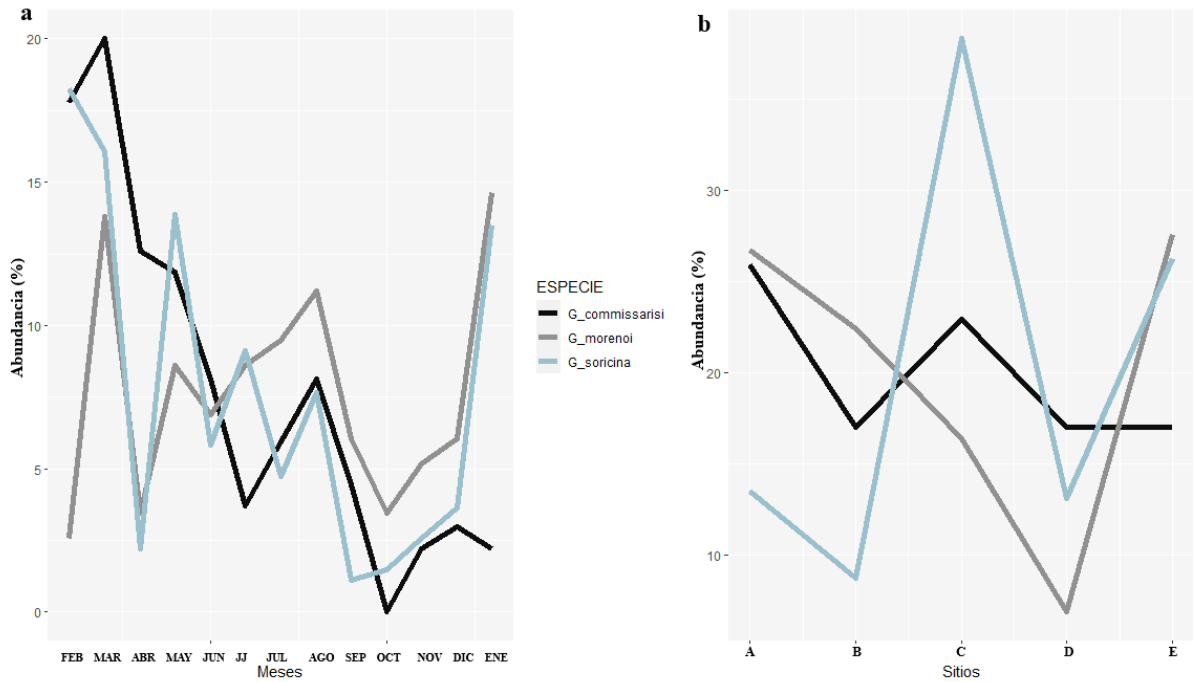 a
Abundancia (%)
20
15
10
5
0
FEB MAR ABR MAY JUN JJ JUL AGO SEP OCT NOV DIC ENE
Meses
ESPECIE
G_commissarisi
G_morenoi
G_soricina
b
Abundancia (%)
30
20
10
A B C D E
Sitios